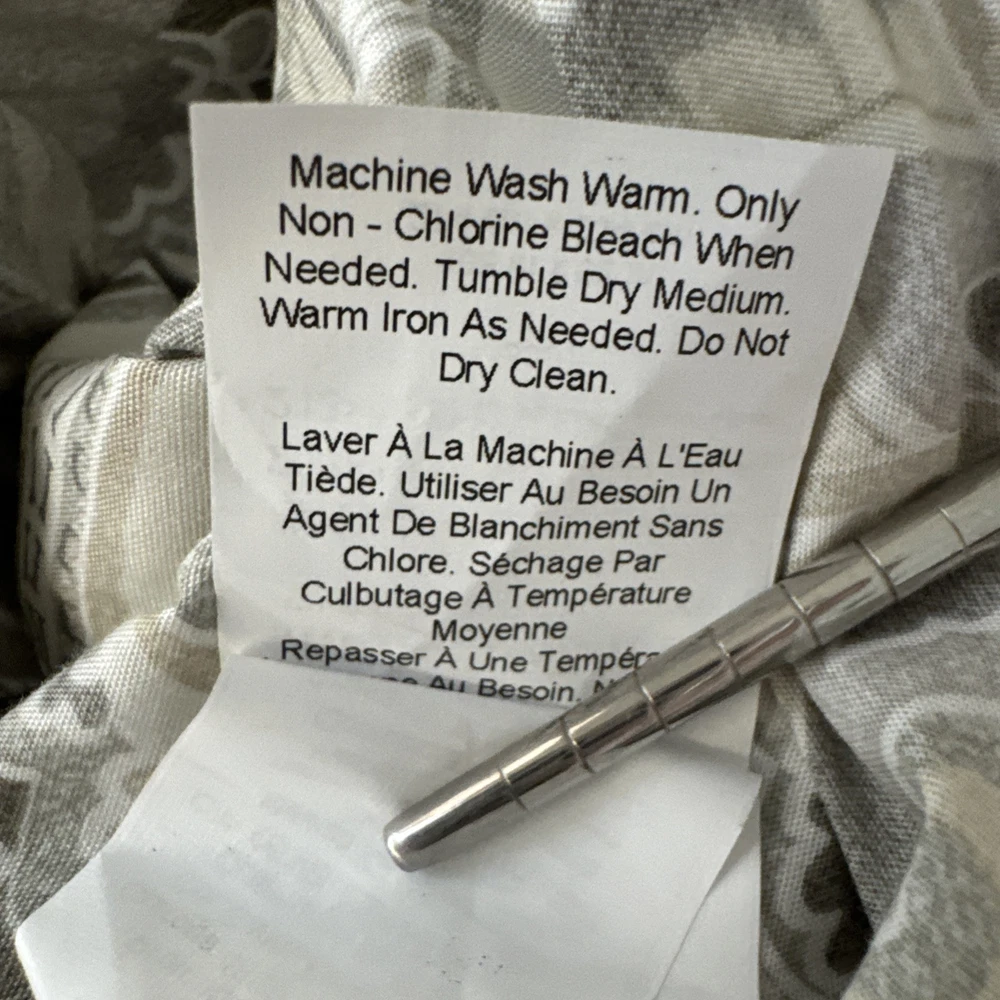 Machine Wash Warm. Only
Non - Chlorine Bleach When
Needed. Tumble Dry Medium.
Warm Iron As Needed. Do Not
Dry Clean.
Laver À La Machine À L'Eau
Tiède. Utiliser Au Besoin Un
Agent De Blanchiment Sans
Chlore. Séchage Par
Culbutage À Température
Moyenne
Repasser À Une
Au Besoin.